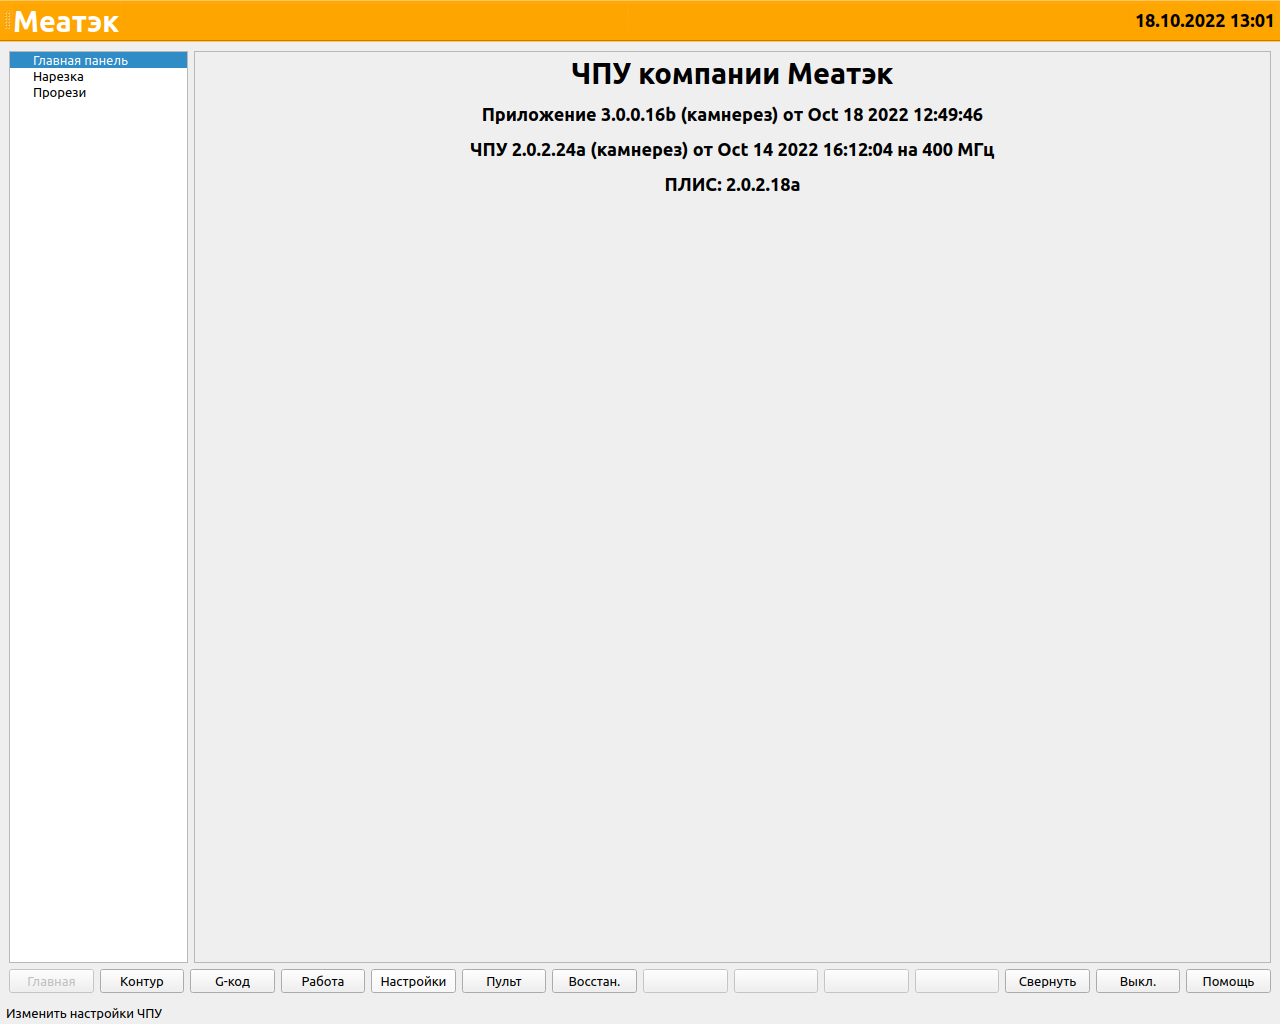 Меатэк
18.10.2022 13:01
Главная панель
Нарезка
Прорези
ЧПУ компании Меатэк
Приложение 3.0.0.16b (камнерез) от Oct 18 2022 12:49:46
ЧПУ 2.0.2.24a (камнерез) от Oct 14 2022 16:12:04 на 400 МГц
ПЛИС: 2.0.2.18a
Главная Контур G-код Работа Настройки Пульт Восстан. Свернуть Выкл. Помощь
Изменить настройки ЧПУ